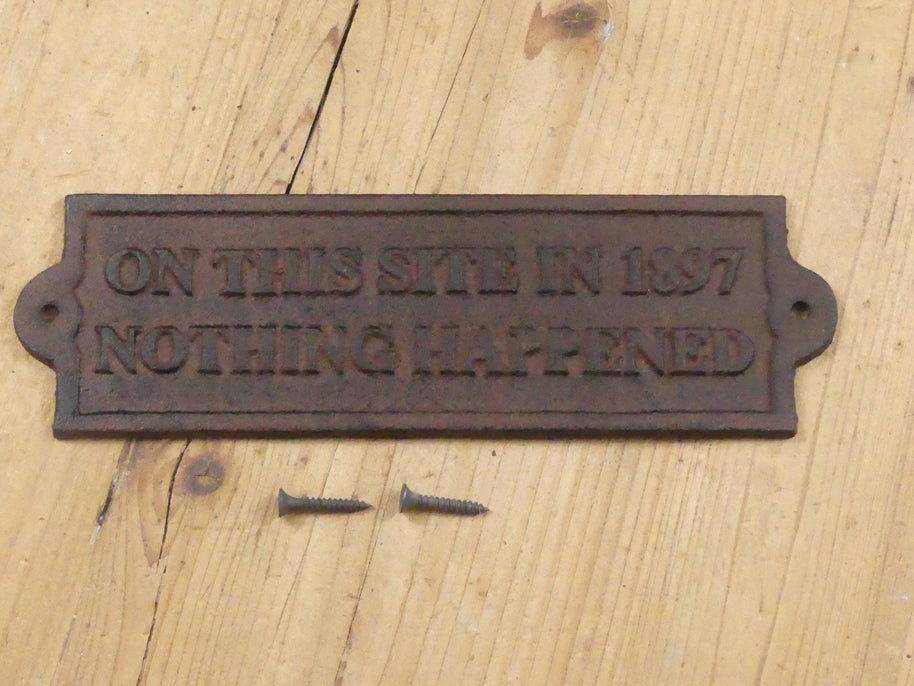 ON THIS SITE IN 1897
NOTHING HAPPENED